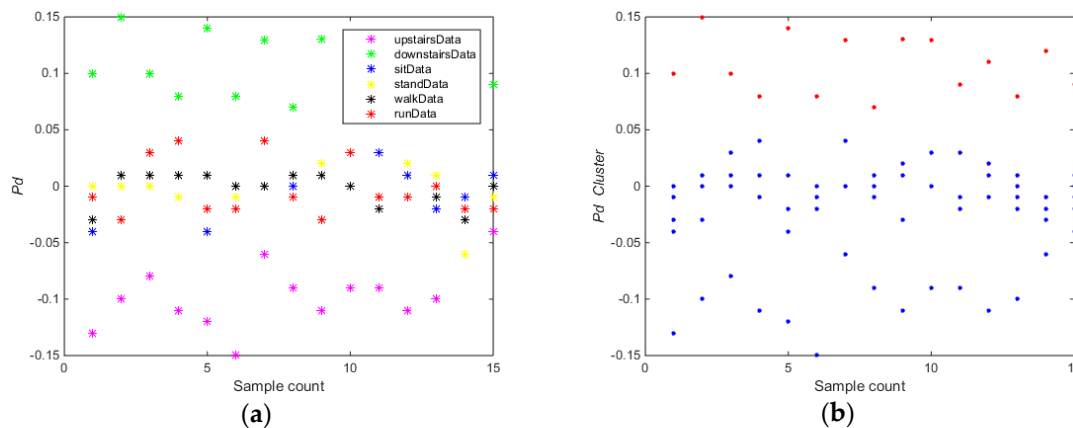 0.15
0.1
0.05
0
-0.05
-0.1
-0.15
Pd
0
5
10
15
Sample count
upstairsData
downstairsData
sitData
standData
walkData
runData
(a)
0.15
0.1
0.05
0
-0.05
-0.1
-0.15
Pd Cluster
0
5
10
15
Sample count
(b)